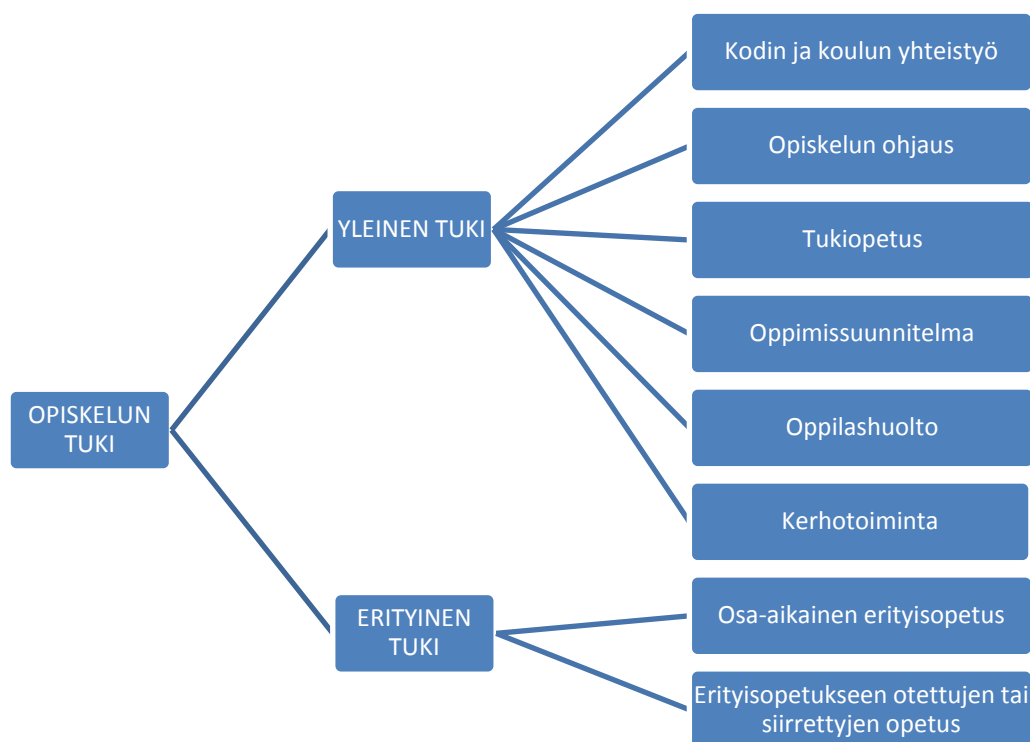 Kodin ja koulun yhteistyö
Opiskelun ohjaus
YLEINEN TUKI
Tukiopetus
Oppimissuunnitelma
OPISKELUN
TUKI
Oppilashuolto
Kerhotoiminta
ERITYINEN
TUKI
Osa-aikainen erityisopetus
Erityisopetukseen otettujen tai
siirrettyjen opetus